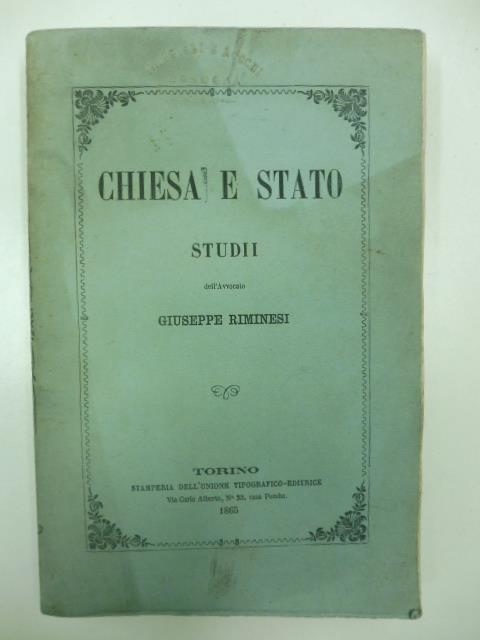 CHIESA E STATO
STUDII
dell'Avvocato
GIUSEPPE RIMINESI
TORINO
STAMPERIA DELL'UNIONE TIPOGRAFICO-EDITRICE
Via Carlo Alberto, N° 33, casa Pomba.
1865